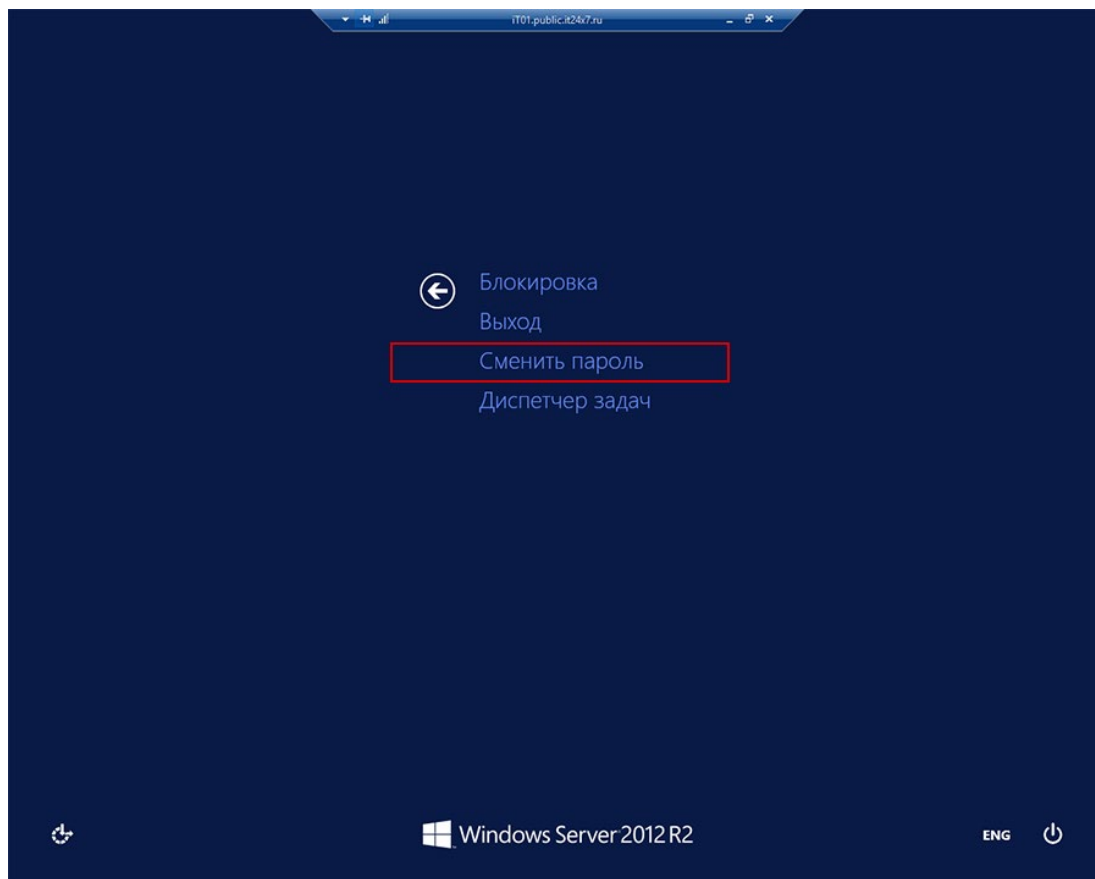 iT01.public.it24x7.ru
Блокировка
Выход
Сменить пароль
Диспетчер задач
Windows Server 2012 R2
ENG